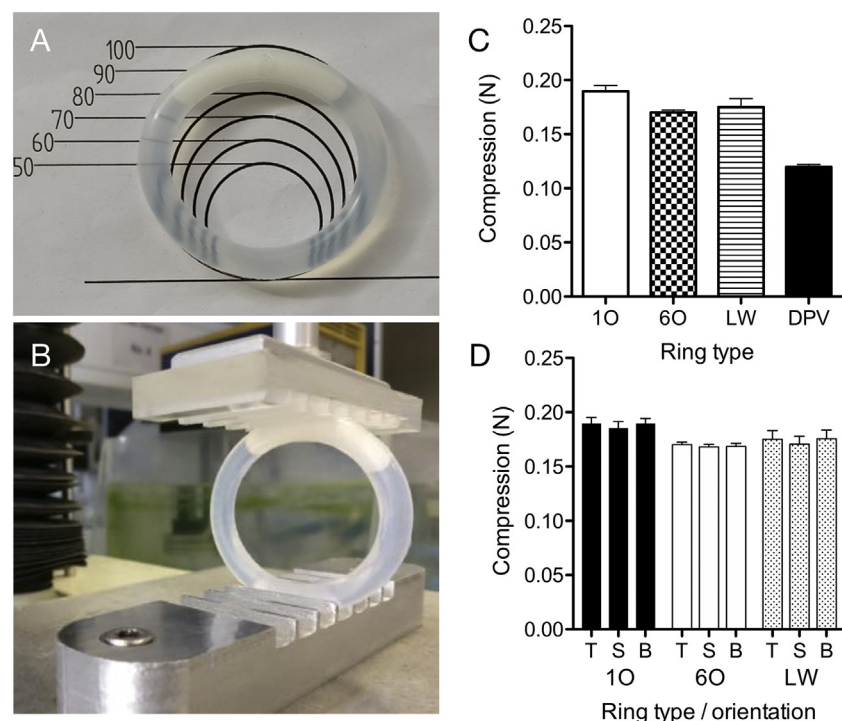 A
100
90
80
70
60
50
B
C
Compression (N)
0.25
0.20
0.15
0.10
0.05
0.00
1O 6O LW DPV
Ring type
D
Compression (N)
0.25
0.20
0.15
0.10
0.05
0.00
T S B T S B T S B
1O 6O LW
Ring type / orientation